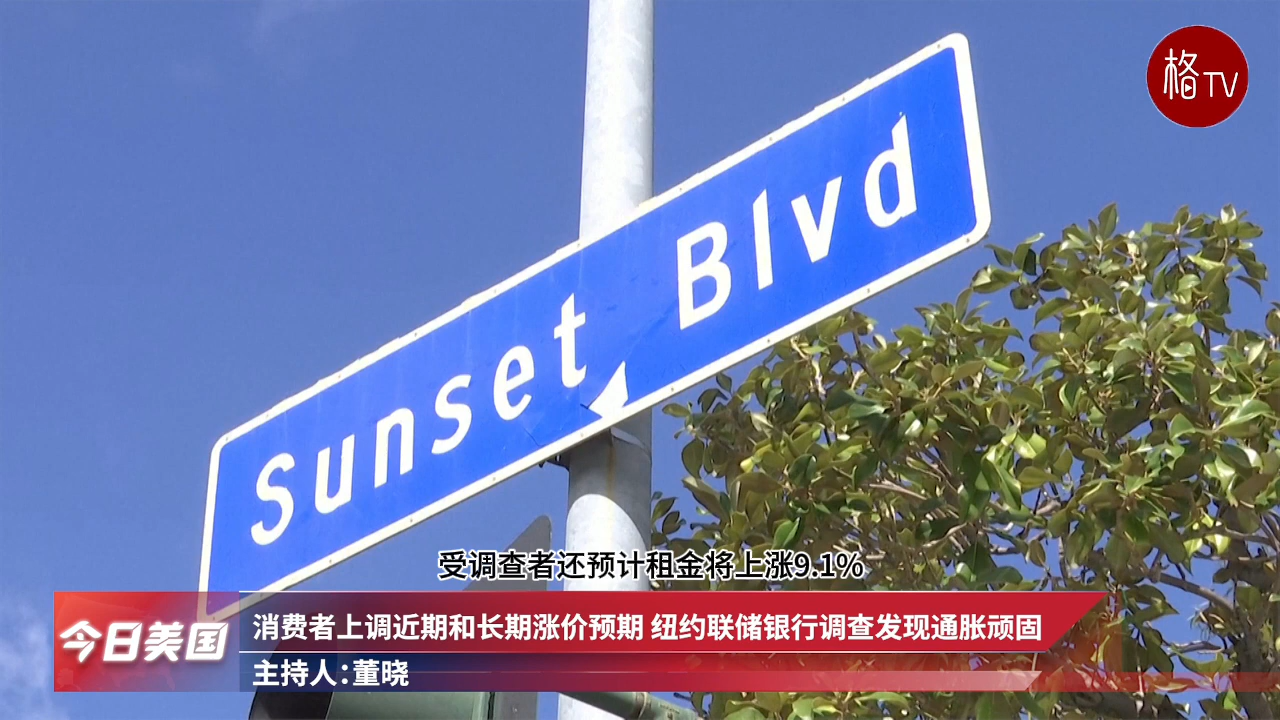 格TV
Sunset Blvd
受调查者还预计租金将上涨9.1%
今日美国
消费者上调近期和长期涨价预期 纽约联储银行调查发现通胀顽固
主持人：董晓